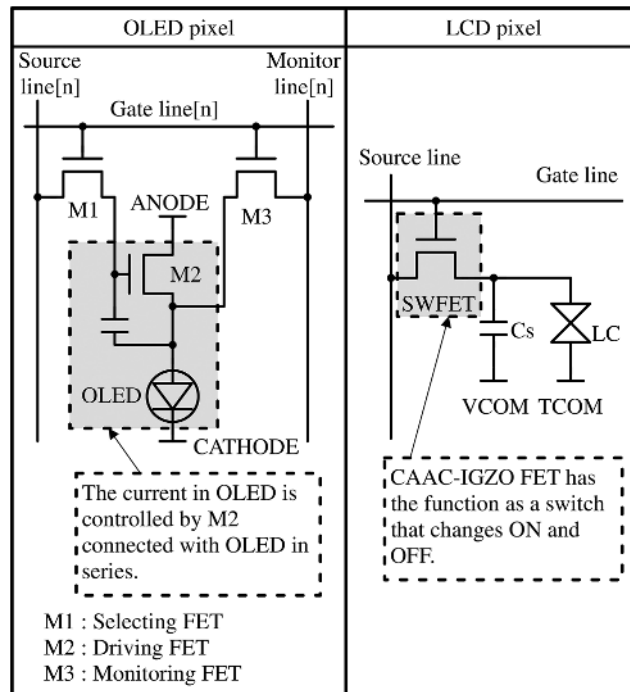 OLED pixel
LCD pixel
Source
line[n]
Monitor
line[n]
Gate line[n]
M1
ANODE
M3
M2
OLED
CATHODE
The current in OLED is
controlled by M2
connected with OLED in
series.
M1 : Selecting FET
M2 : Driving FET
M3 : Monitoring FET
Source line
Gate line
SWFET
Cs
LC
VCOM
TCOM
CAAC-IGZO FET has
the function as a switch
that changes ON and
OFF.